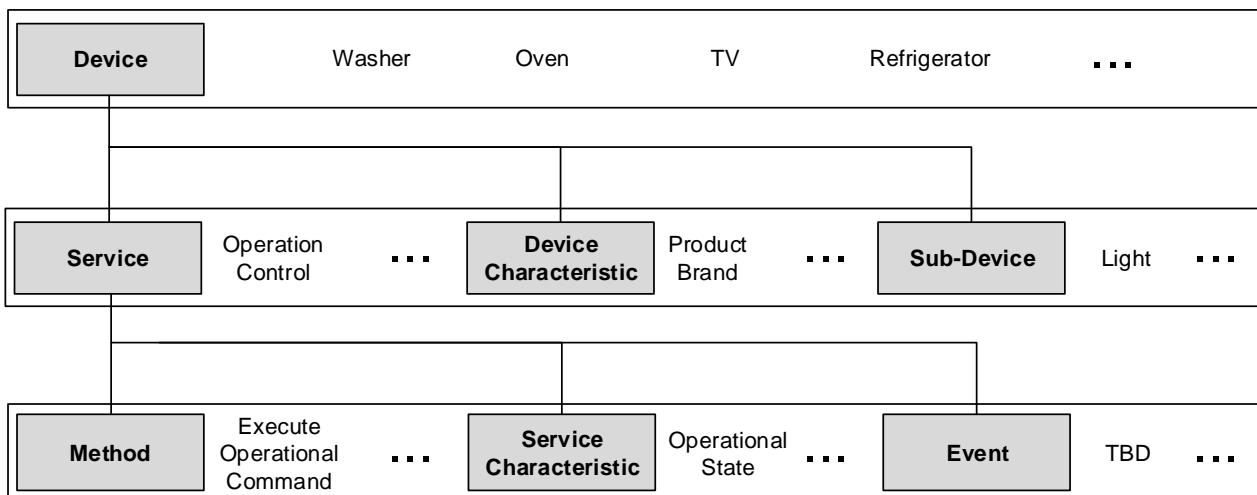 Device Washer Oven TV Refrigerator ...
Service Operation Control ... Device Characteristic Product Brand ... Sub-Device Light ...
Method Execute Operational Command ... Service Characteristic Operational State ... Event TBD ...